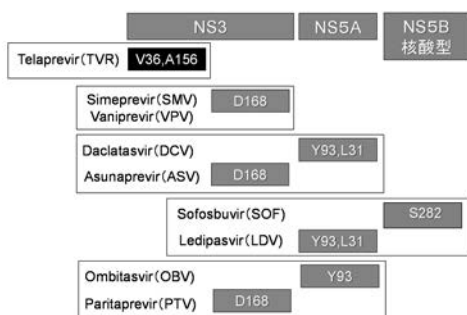 NS3 NS5A NS5B
核酸型
Telaprevir(TVR) V36,A156
Simeprevir(SMV) D168
Vaniprevir(VPV)
Daclatasvir(DCV) Y93,L31
Asunaprevir(ASV) D168
Sofosbuvir(SOF) S282
Ledipasvir(LDV) Y93,L31
Ombitasvir(OBV) Y93
Paritaprevir(PTV) D168